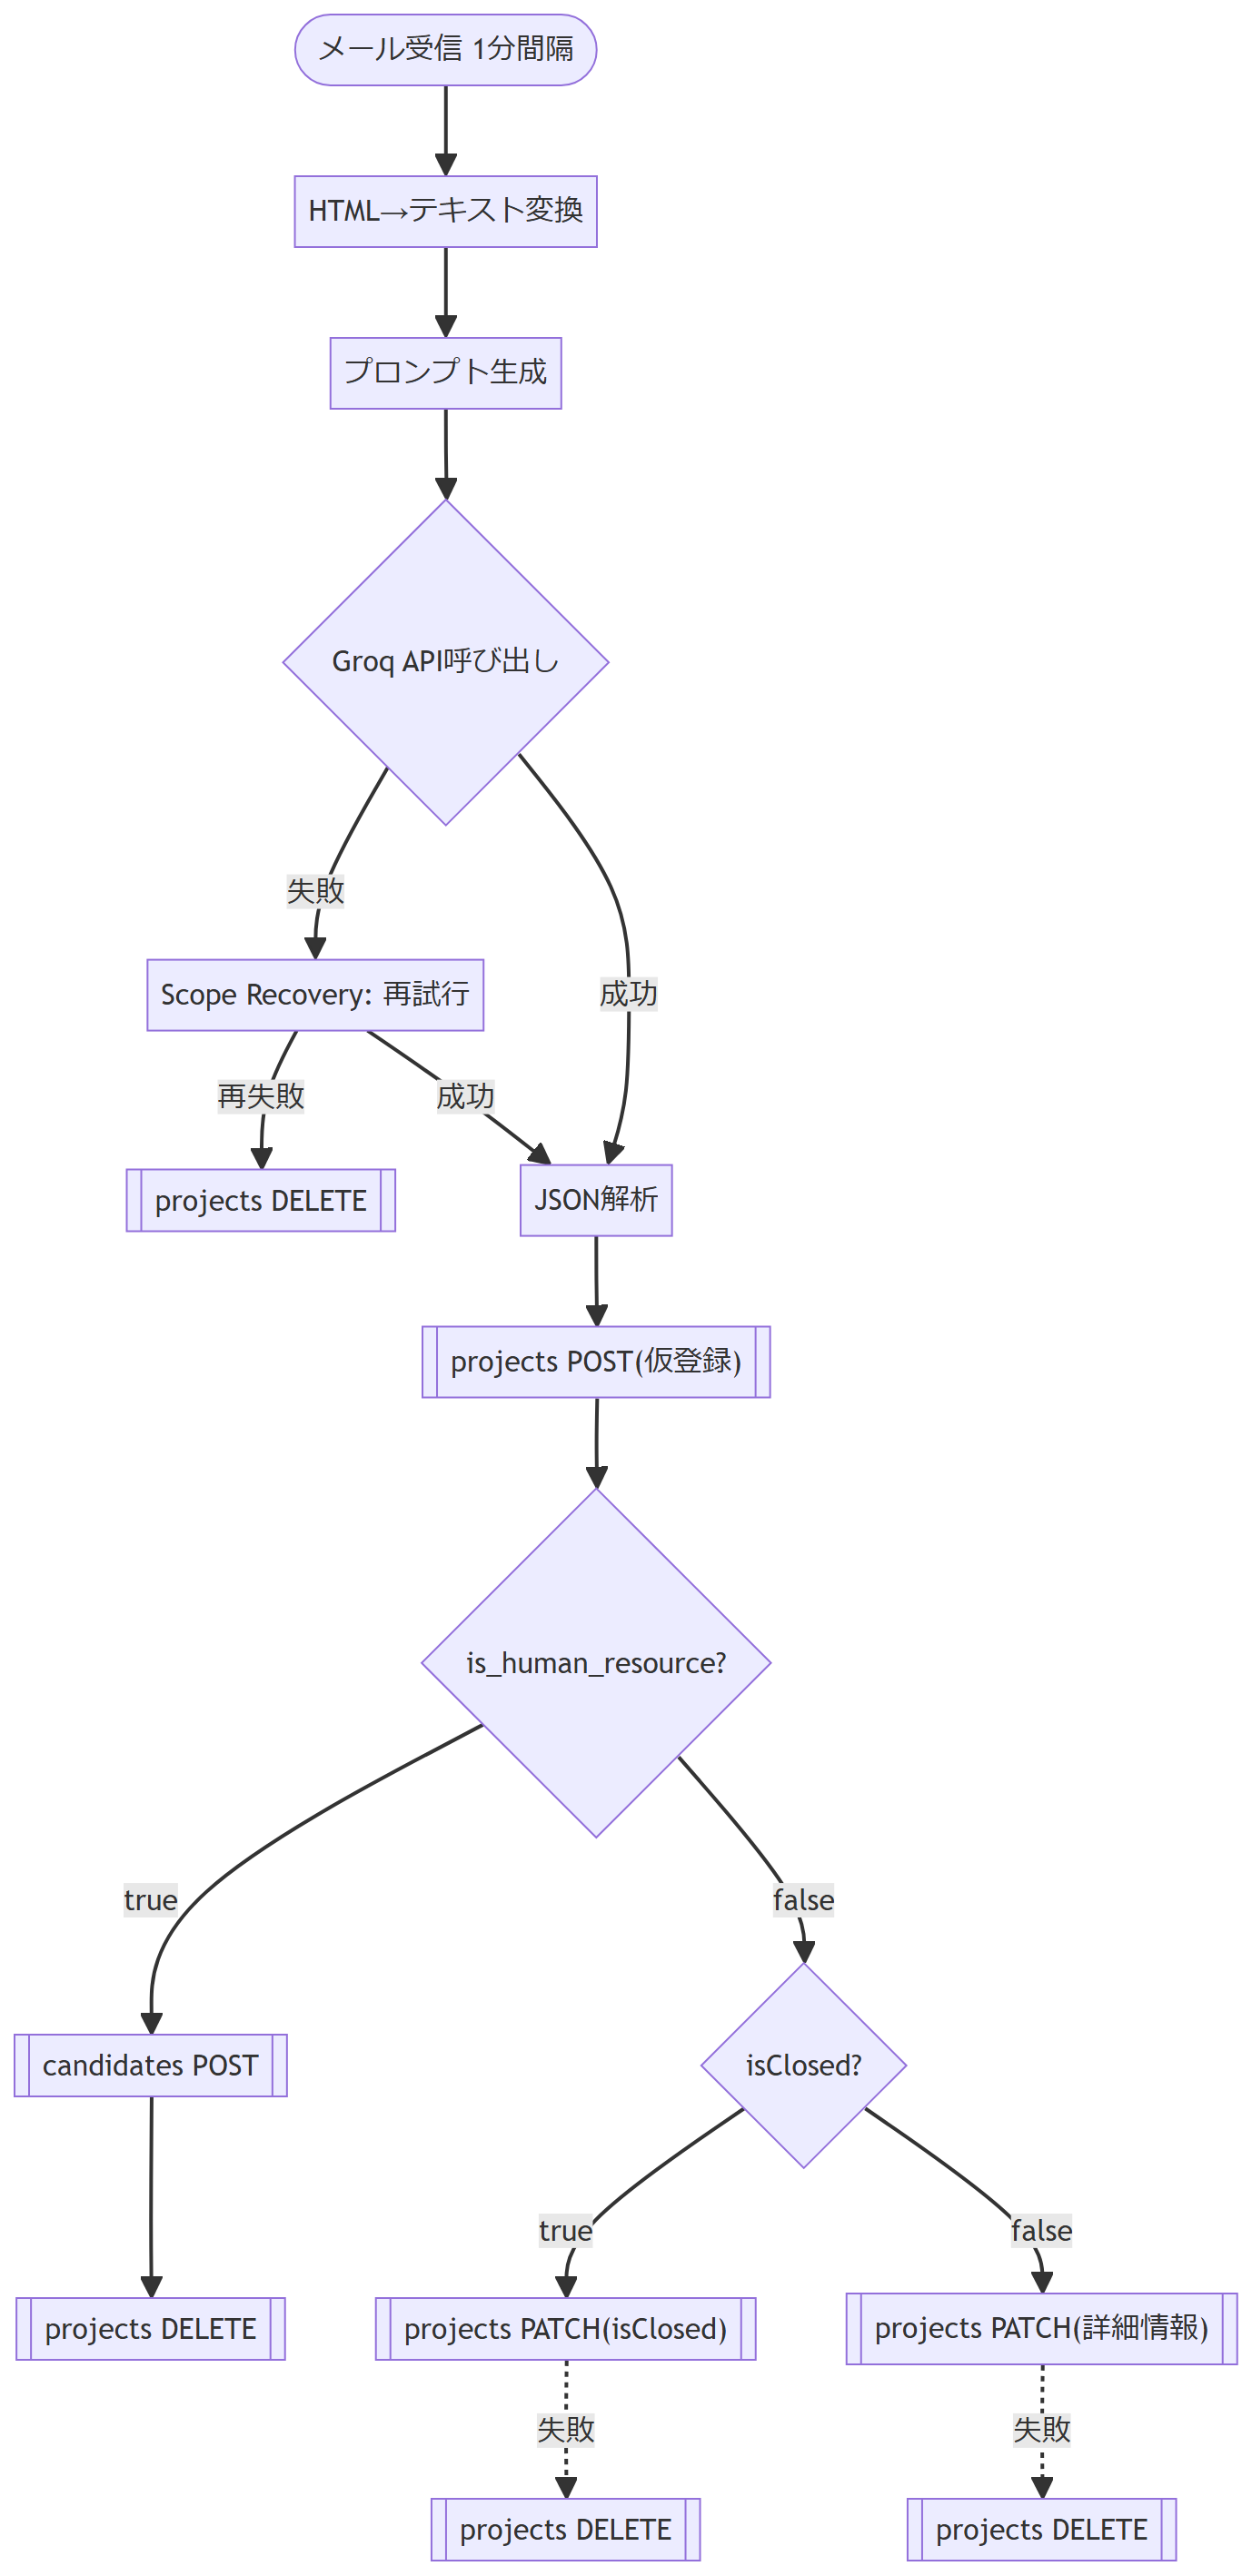 メール受信 1分間隔
HTML→テキスト変換
プロンプト生成
Groq API呼び出し
失敗
成功
Scope Recovery: 再試行
再失敗
成功
projects DELETE
JSON解析
projects POST(仮登録)
is_human_resource?
true
false
candidates POST
isClosed?
true
false
projects DELETE
projects PATCH(isClosed)
projects PATCH(詳細情報)
失敗
失敗
projects DELETE
projects DELETE